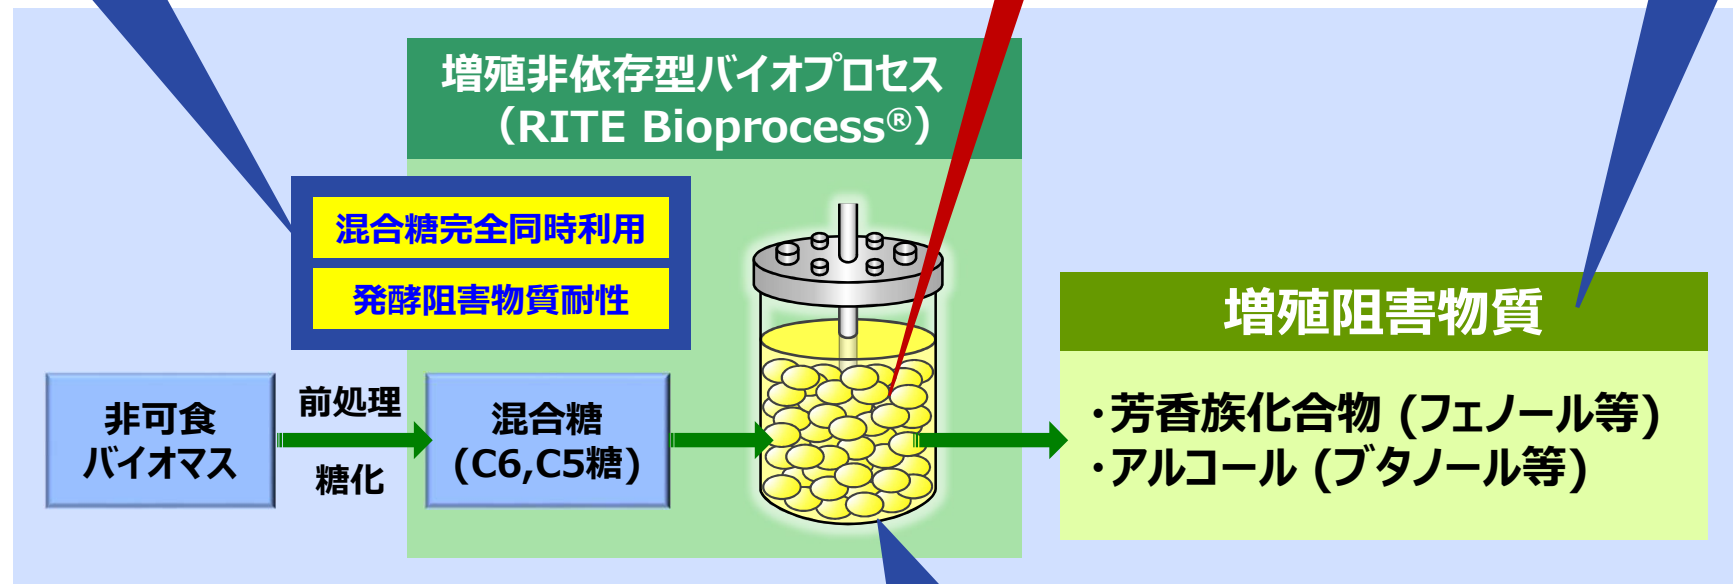 増殖非依存型バイオプロセス
（RITE Bioprocess®）
混合糖完全同時利用
発酵阻害物質耐性
非可食
バイオマス
前処理
糖化
混合糖
(C6,C5糖)
増殖阻害物質
・芳香族化合物 (フェノール等)
・アルコール (ブタノール等)